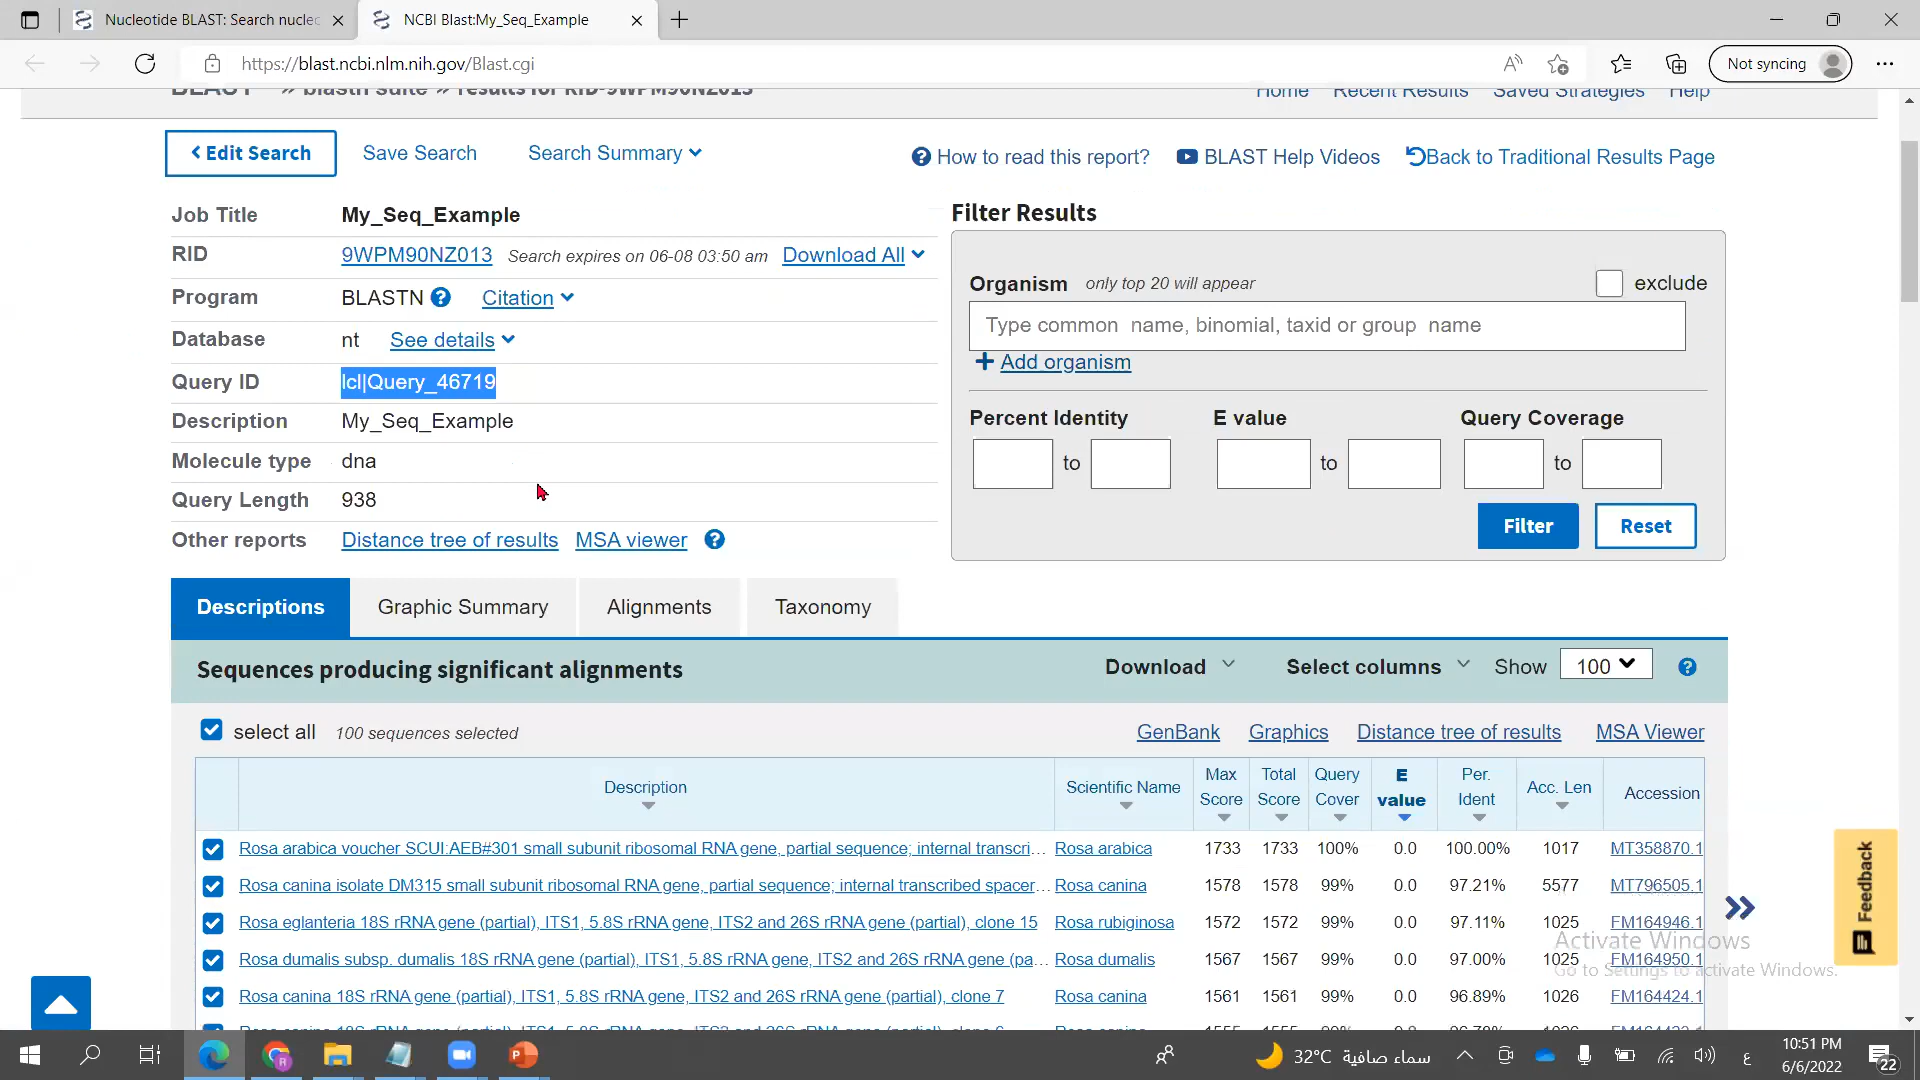 Nucleotide BLAST: Search nucle
NCBI Blast:My_Seq_Example
https://blast.ncbi.nlm.nih.gov/Blast.cgi
Not syncing
BLAST » blastn suite » results for RID-9WPM90NZ013
Home Recent Results Saved Strategies Help
Edit Search Save Search Search Summary
How to read this report? BLAST Help Videos Back to Traditional Results Page
Job Title My_Seq_Example
RID 9WPM90NZ013 Search expires on 06-08 03:50 am Download All
Program BLASTN Citation
Database nt See details
Query ID lcl|Query_46719
Description My_Seq_Example
Molecule type dna
Query Length 938
Other reports Distance tree of results MSA viewer
Filter Results
Organism only top 20 will appear exclude
Type common name, binomial, taxid or group name
Add organism
Percent Identity E value Query Coverage
to to to
Filter Reset
Descriptions Graphic Summary Alignments Taxonomy
Sequences producing significant alignments Download Select columns Show 100
select all 100 sequences selected GenBank Graphics Distance tree of results MSA Viewer
Description Scientific Name Max Score Total Score Query Cover E value Per. Ident Acc. Len Accession
Rosa arabica voucher SCUI:AEB#301 small subunit ribosomal RNA gene, partial sequence; internal transcri... Rosa arabica 1733 1733 100% 0.0 100.00% 1017 MT358870.1
Rosa canina isolate DM315 small subunit ribosomal RNA gene, partial sequence; internal transcribed spacer... Rosa canina 1578 1578 99% 0.0 97.21% 5577 MT796505.1
Rosa eglanteria 18S rRNA gene (partial), ITS1, 5.8S rRNA gene, ITS2 and 26S rRNA gene (partial), clone 15 Rosa rubiginosa 1572 1572 99% 0.0 97.11% 1025 FM164946.1
Rosa dumalis subsp. dumalis 18S rRNA gene (partial), ITS1, 5.8S rRNA gene, ITS2 and 26S rRNA gene (pa... Rosa dumalis 1567 1567 99% 0.0 97.00% 1025 FM164950.1
Rosa canina 18S rRNA gene (partial), ITS1, 5.8S rRNA gene, ITS2 and 26S rRNA gene (partial), clone 7 Rosa canina 1561 1561 99% 0.0 96.89% 1026 FM164424.1
Feedback
Activate Windows
Go to Settings to activate Windows.
32°C سماء صافية
ع
10:51 PM
6/6/2022
22